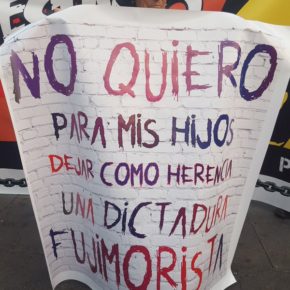 NO QUIERO
PARA MIS HIJOS
DEJAR COMO HERENCIA
UNA DICTADURA
FUJIMORISTA